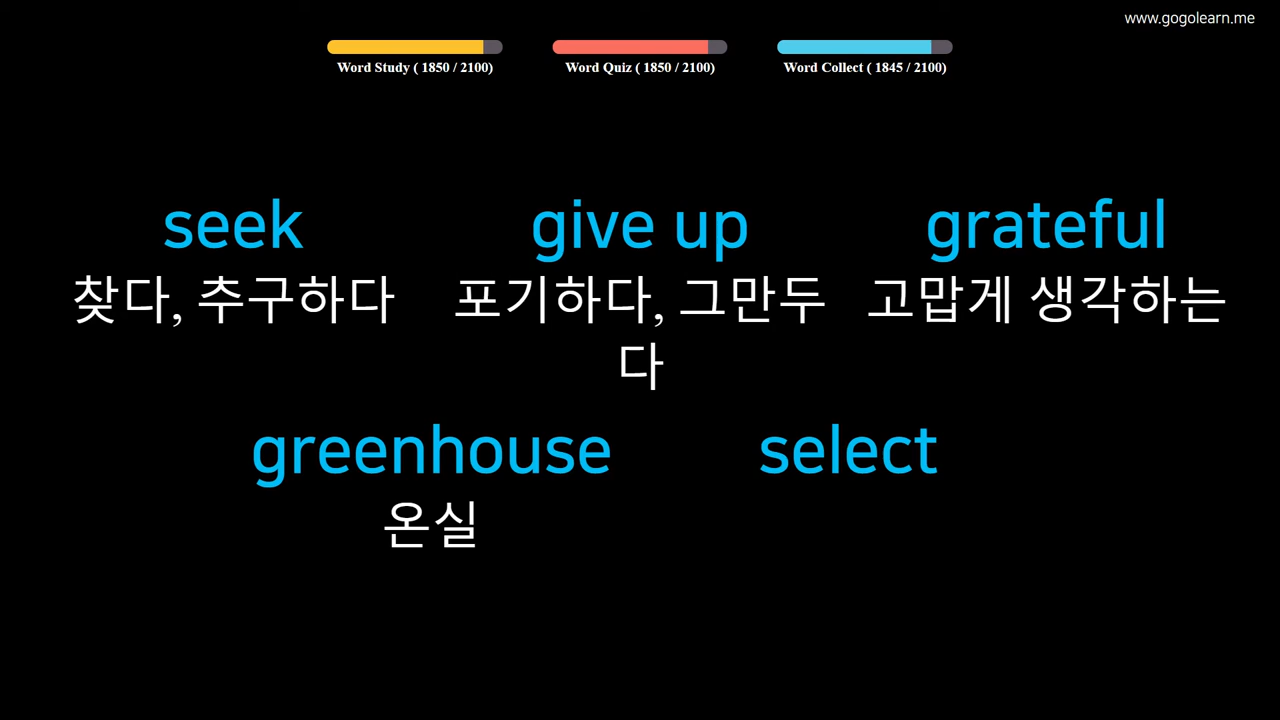 www.gogolearn.me
Word Study ( 1850 / 2100)
Word Quiz ( 1850 / 2100)
Word Collect ( 1845 / 2100)
seek
찾다, 추구하다
give up
포기하다, 그만두
다
grateful
고맙게 생각하는
greenhouse
온실
select